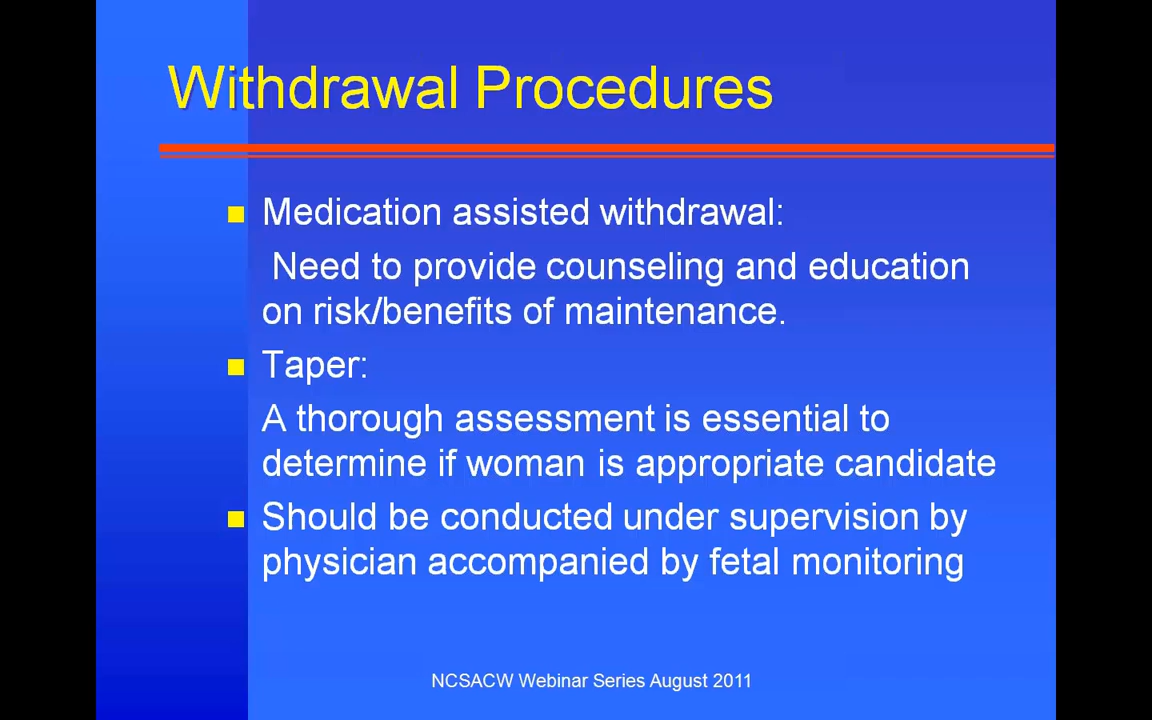 Withdrawal Procedures
Medication assisted withdrawal:
Need to provide counseling and education
on risk/benefits of maintenance.
Taper:
A thorough assessment is essential to
determine if woman is appropriate candidate
Should be conducted under supervision by
physician accompanied by fetal monitoring
NCSACW Webinar Series August 2011